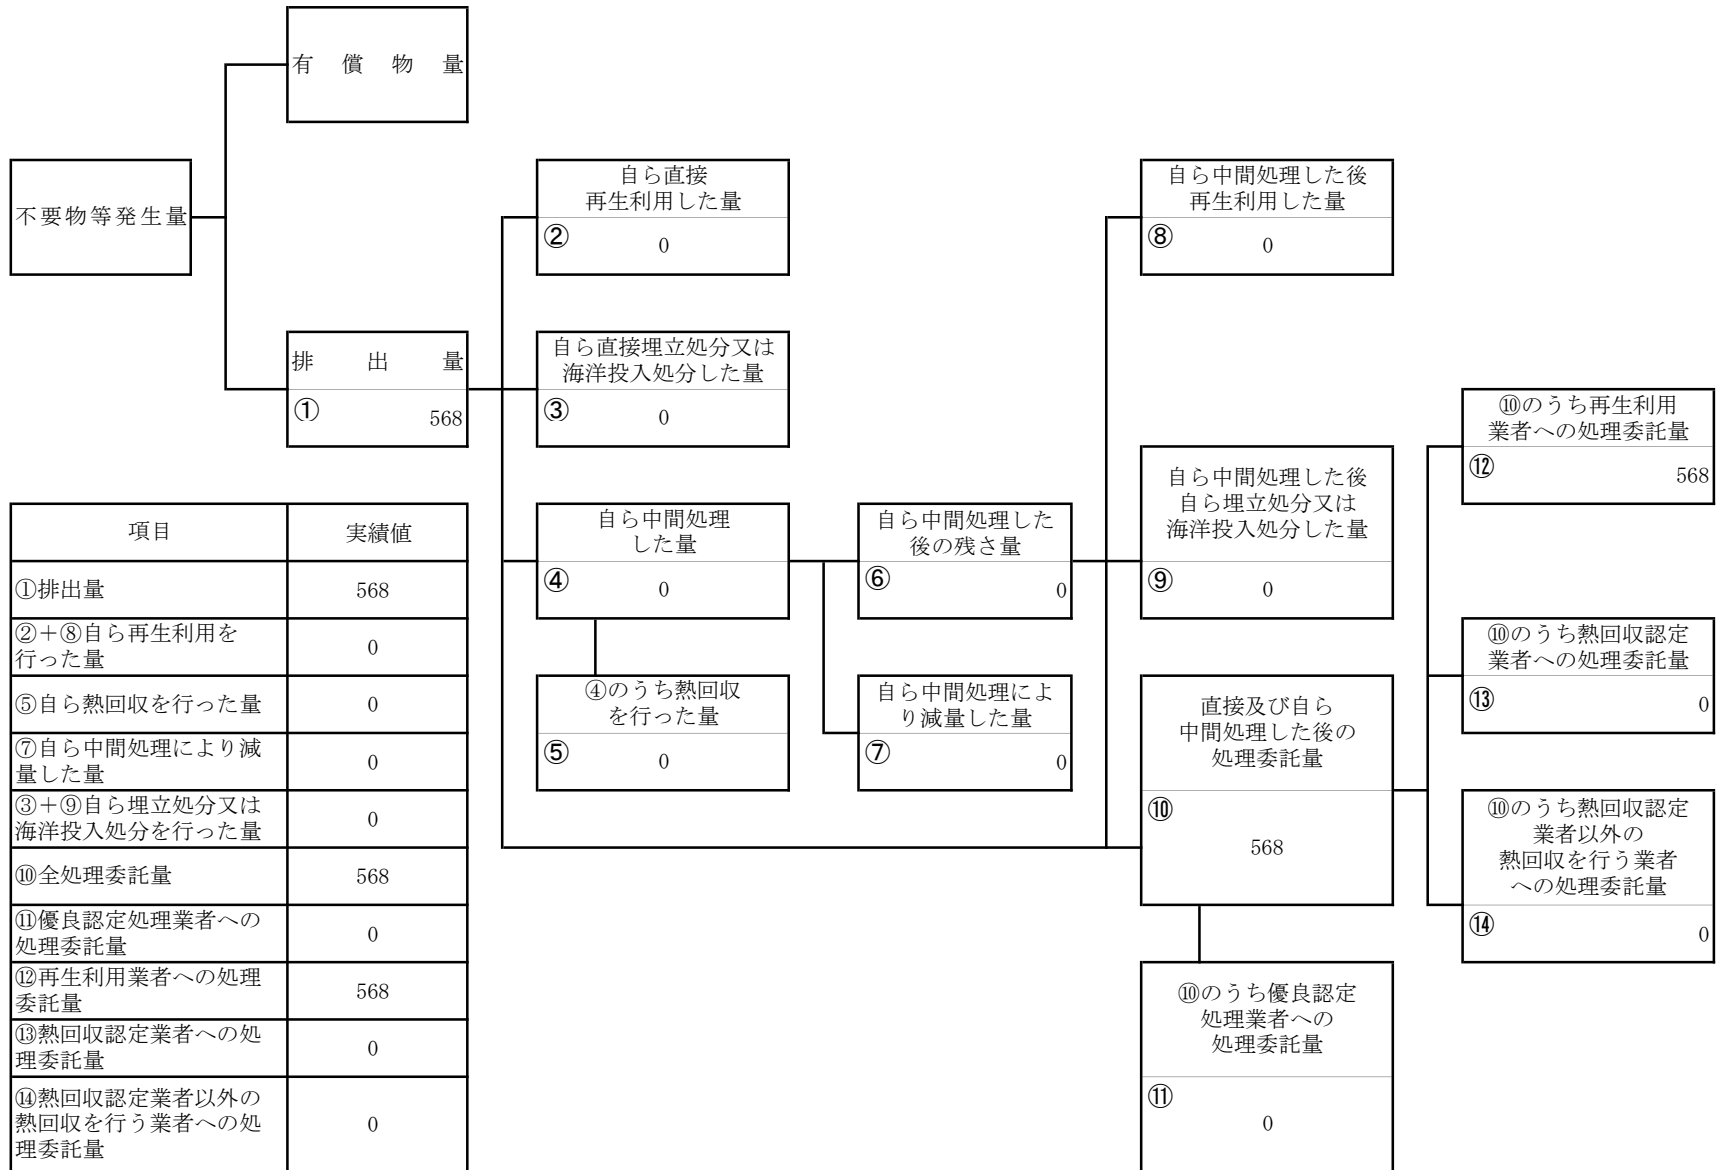 有償物量
不要物等発生量
排出量
①
568
自ら直接
再生利用した量
②
0
自ら直接埋立処分又は
海洋投入処分した量
③
0
自ら中間処理
した量
④
0
④のうち熱回収
を行った量
⑤
0
自ら中間処理した
後の残さ量
⑥
0
自ら中間処理によ
り減量した量
⑦
0
自ら中間処理した後
再生利用した量
⑧
0
自ら中間処理した後
自ら埋立処分又は
海洋投入処分した量
⑨
0
直接及び自ら
中間処理した後の
処理委託量
⑩
568
⑩のうち優良認定
処理業者への
処理委託量
⑪
0
⑩のうち再生利用
業者への処理委託量
⑫
568
⑩のうち熱回収認定
業者への処理委託量
⑬
0
⑩のうち熱回収認定
業者以外の
熱回収を行う業者
への処理委託量
⑭
0
項目 実績値
①排出量 568
②＋⑧自ら再生利用を
行った量 0
⑤自ら熱回収を行った量 0
⑦自ら中間処理により減
量した量 0
③＋⑨自ら埋立処分又は
海洋投入処分を行った量 0
⑩全処理委託量 568
⑪優良認定処理業者への
処理委託量 0
⑫再生利用業者への処理
委託量 568
⑬熱回収認定業者への処
理委託量 0
⑭熱回収認定業者以外の
熱回収を行う業者への処
理委託量 0